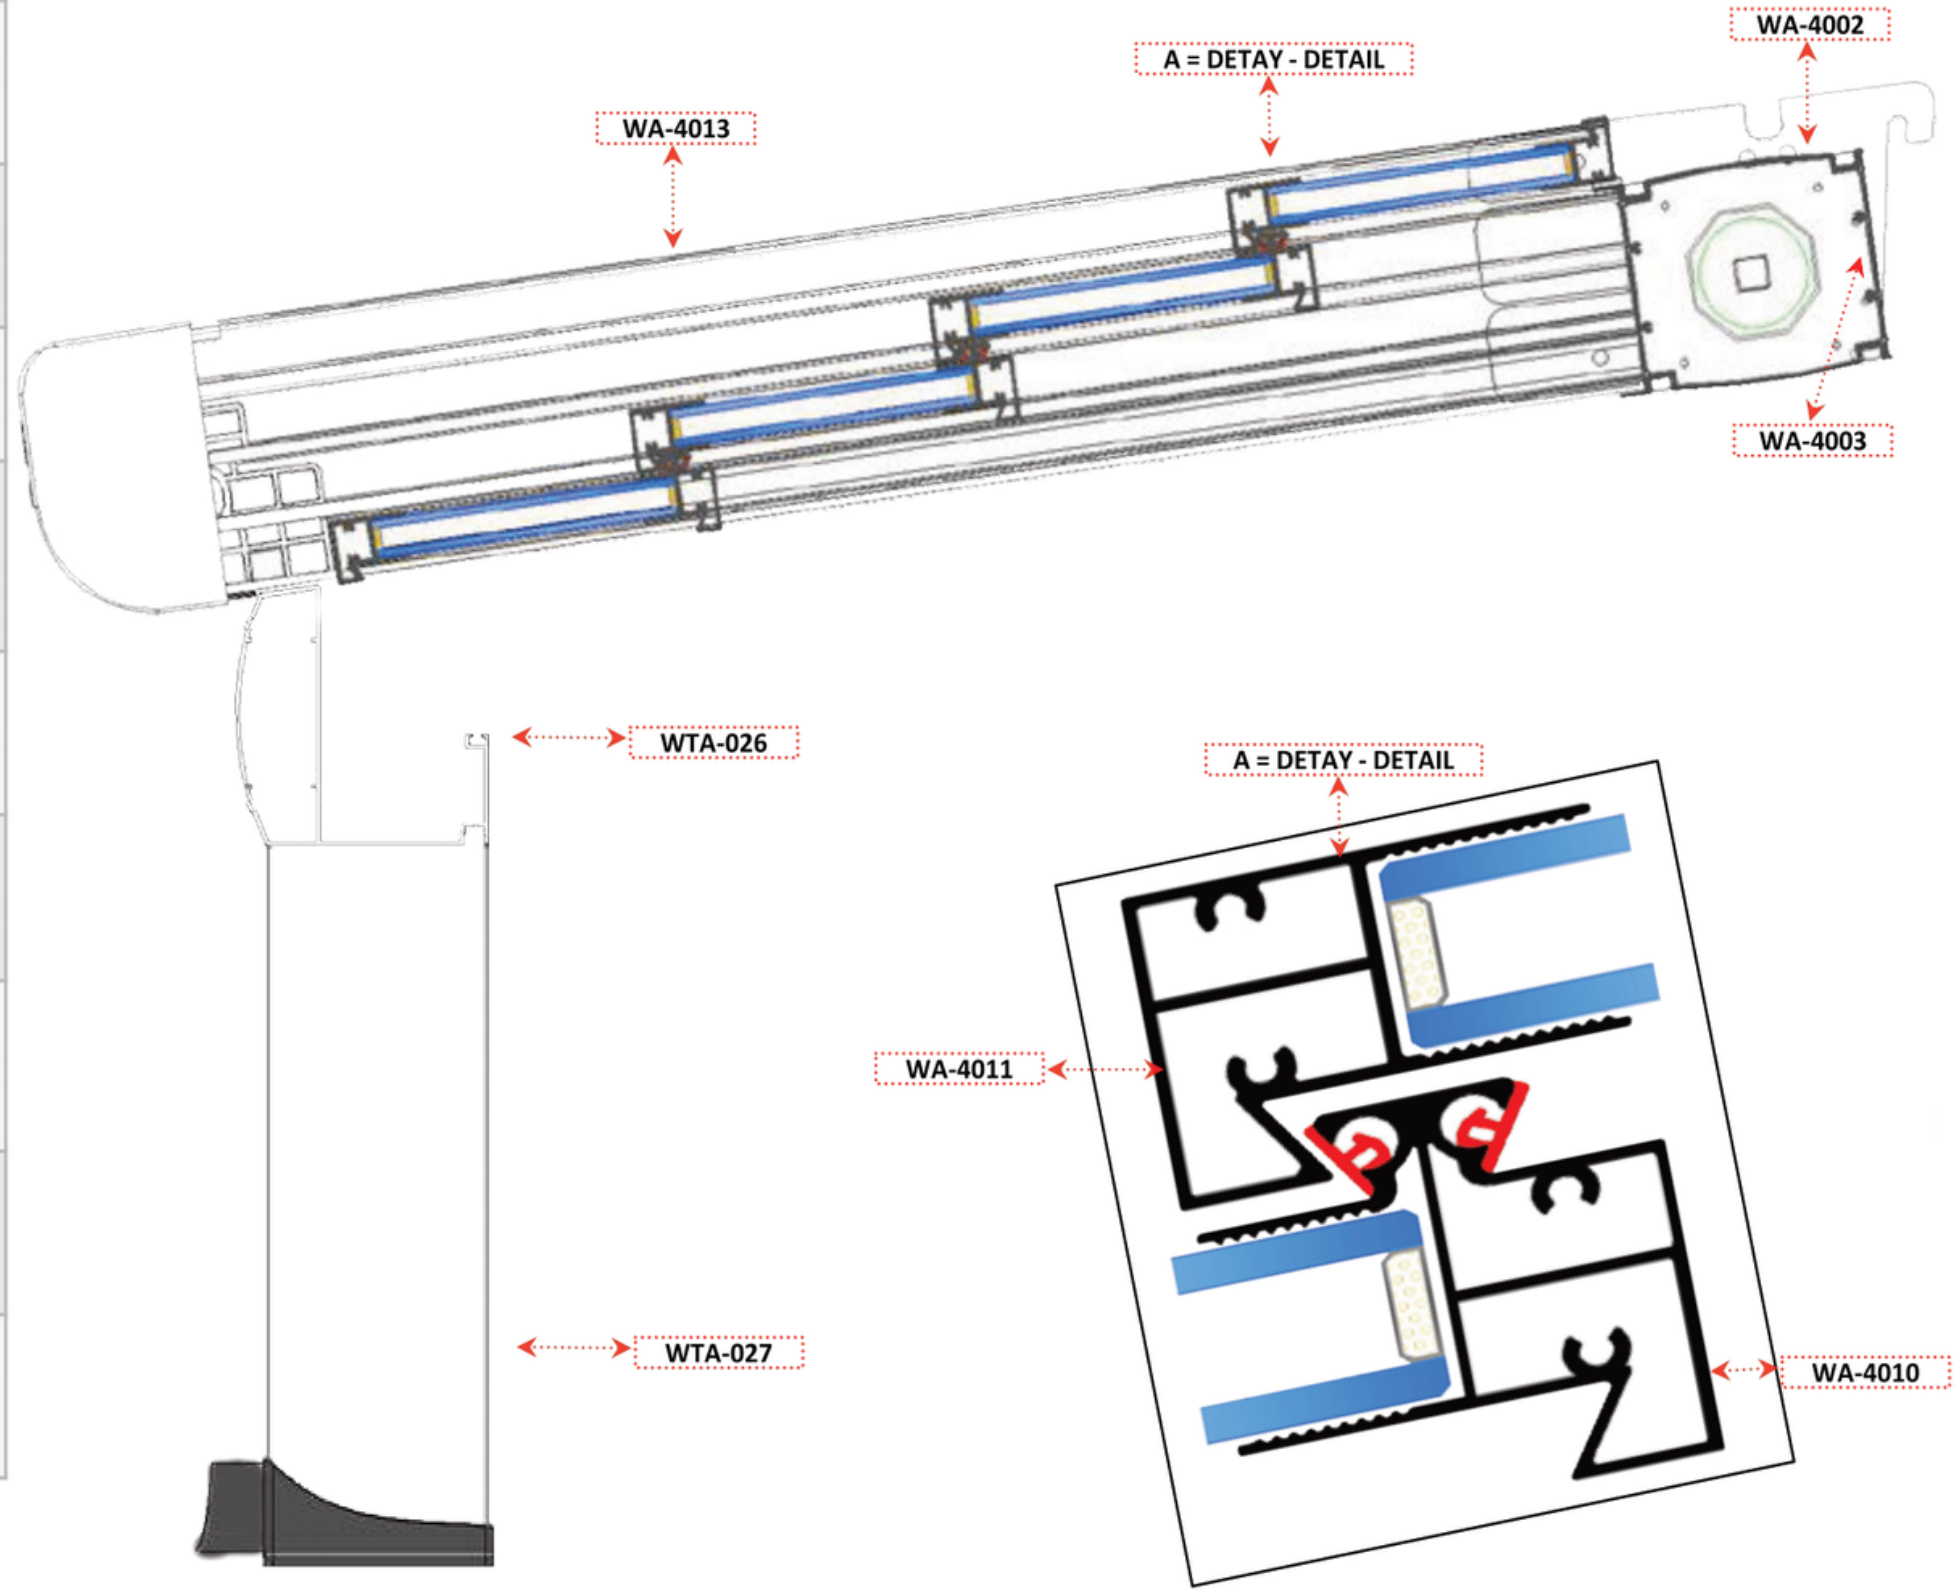 WA-4002
A = DETAY - DETAIL
WA-4013
WA-4003
WTA-026
A = DETAY - DETAIL
WA-4011
WTA-027
WA-4010